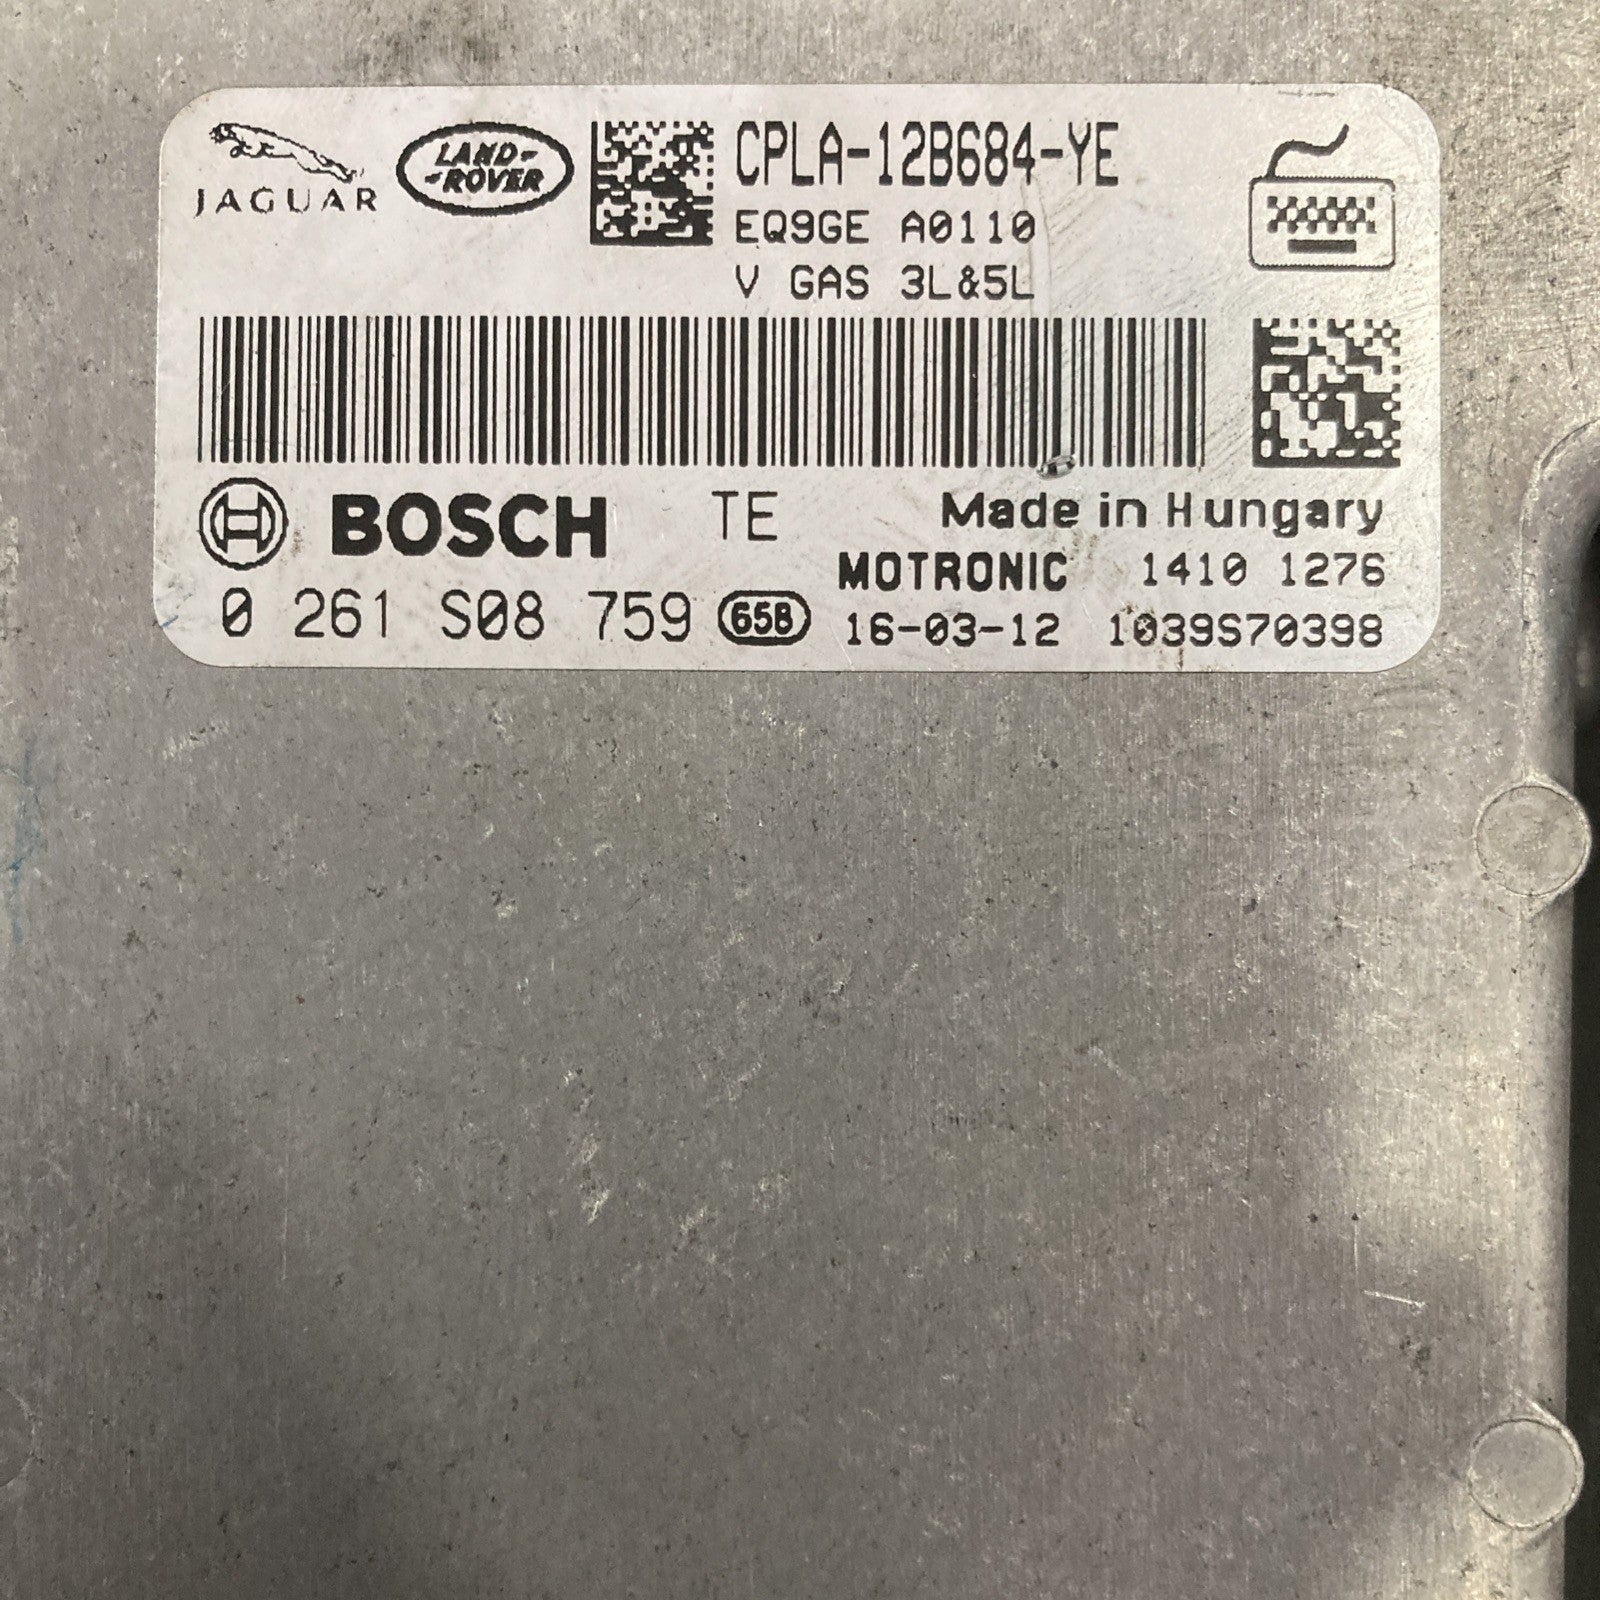 JAGUAR
LAND-
-ROVER
CPLA-12B684-YE
EQ9GE A0110
V GAS 3L&5L
BOSCH TE Made in Hungary
MOTRONIC 1410 1276
0 261 S08 759 65B 16-03-12 1039S70398